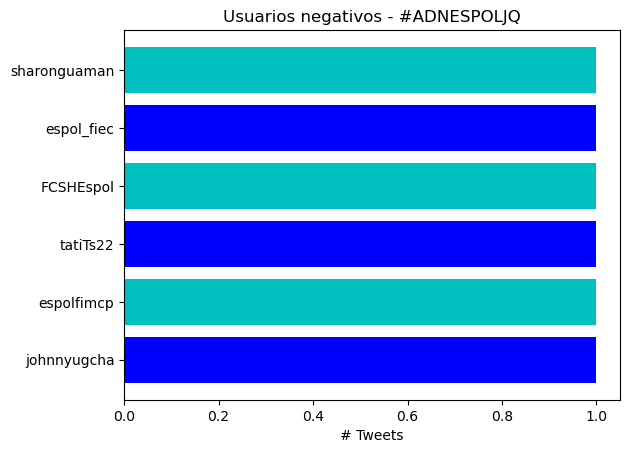 Usuarios negativos - #ADNESPOLJQ
sharonguaman
espol_fiec
FCSHEspol
tatiTs22
espolfimcp
johnnyugcha
0.0 0.2 0.4 0.6 0.8 1.0
# Tweets